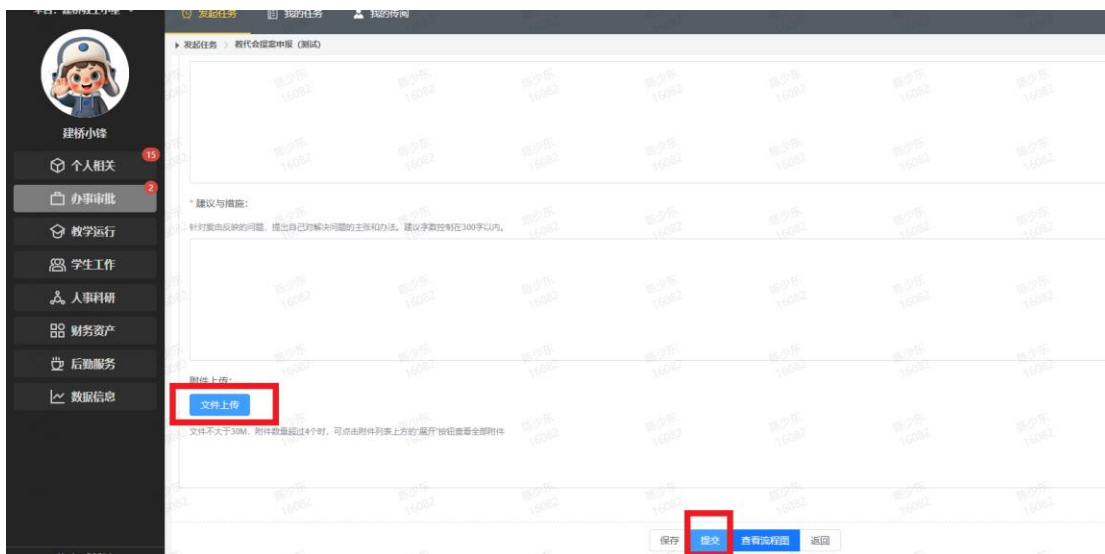 发起任务 我的任务 我的传阅
发起任务 > 教代会提案申报 (测试)
建桥小锋
个人相关 15
办事审批 2
教学运行
学生工作
人事科研
财务资产
后勤服务
数据信息
* 建议与措施:
针对案由反映的问题，提出自己对解决问题的主张和办法。建议字数控制在300字以内。
附件上传:
文件上传
文件不大于30M，附件数量超过4个时，可点击附件列表上方的"展开"按钮查看全部附件
保存 提交 查看流程图 返回
16082